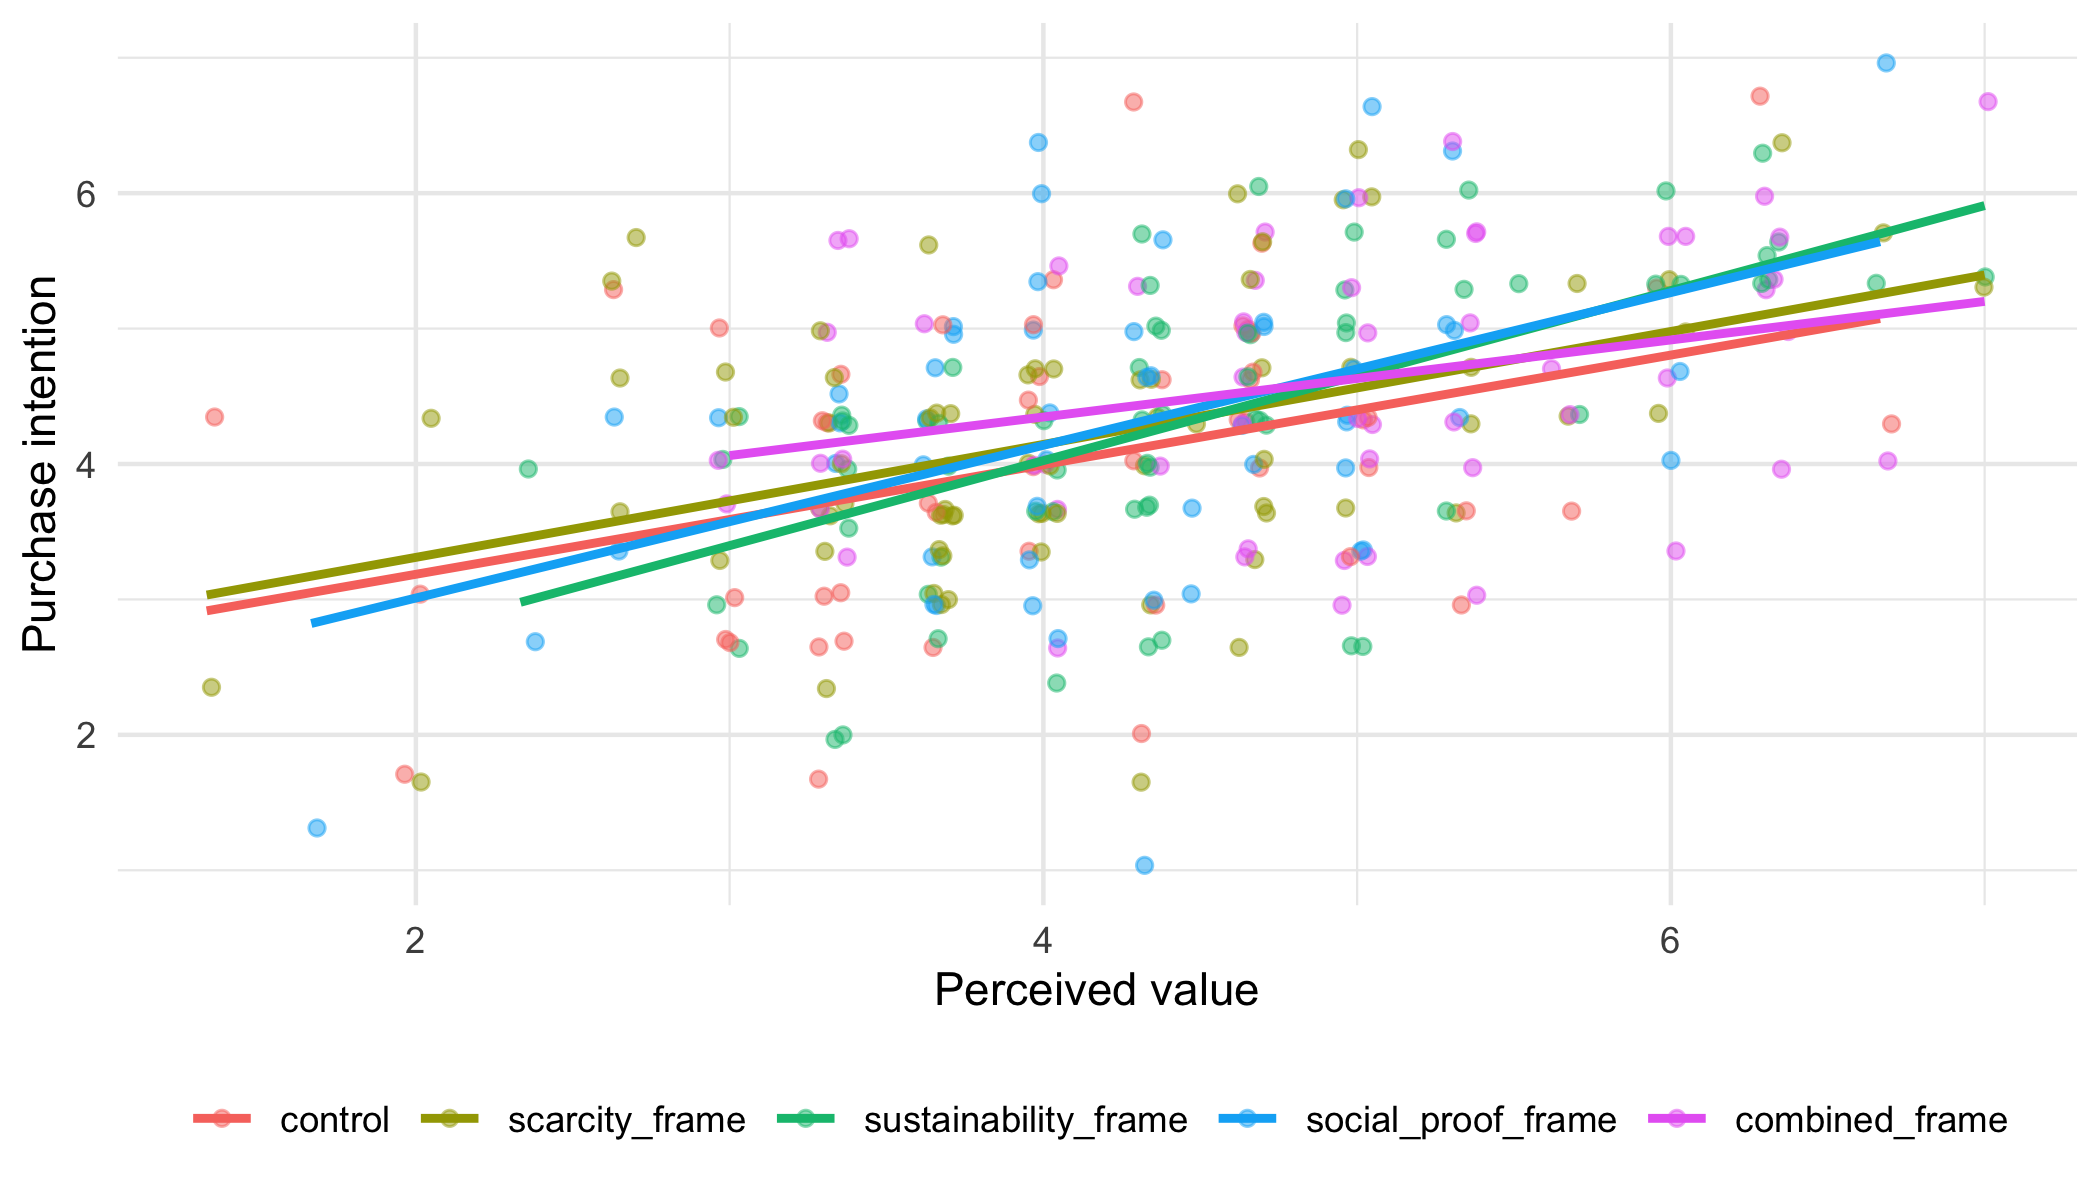 Purchase intention
6
4
2
2 4 6
Perceived value
control scarcity_frame sustainability_frame social_proof_frame combined_frame